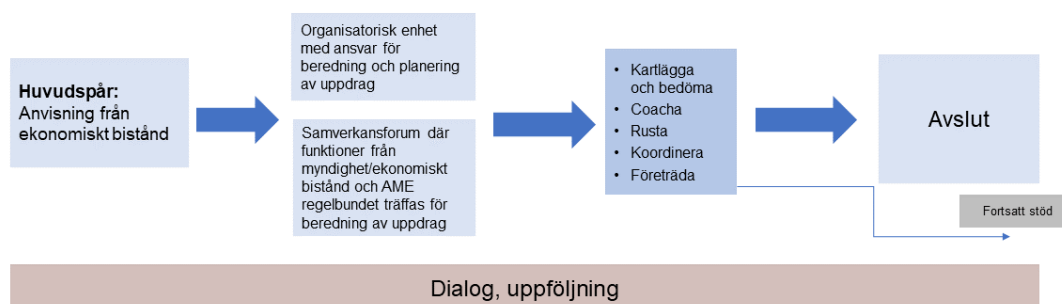 Huvudspår:
Anvisning från
ekonomiskt bistånd
Organisatorisk enhet
med ansvar för
beredning och planering
av uppdrag
Samverkansforum där
funktioner från
myndighet/ekonomiskt
bistånd och AME
regelbundet träffas för
beredning av uppdrag
• Kartlägga
och bedöma
• Coacha
• Rusta
• Koordinera
• Företräda
Avslut
Fortsatt stöd
Dialog, uppföljning